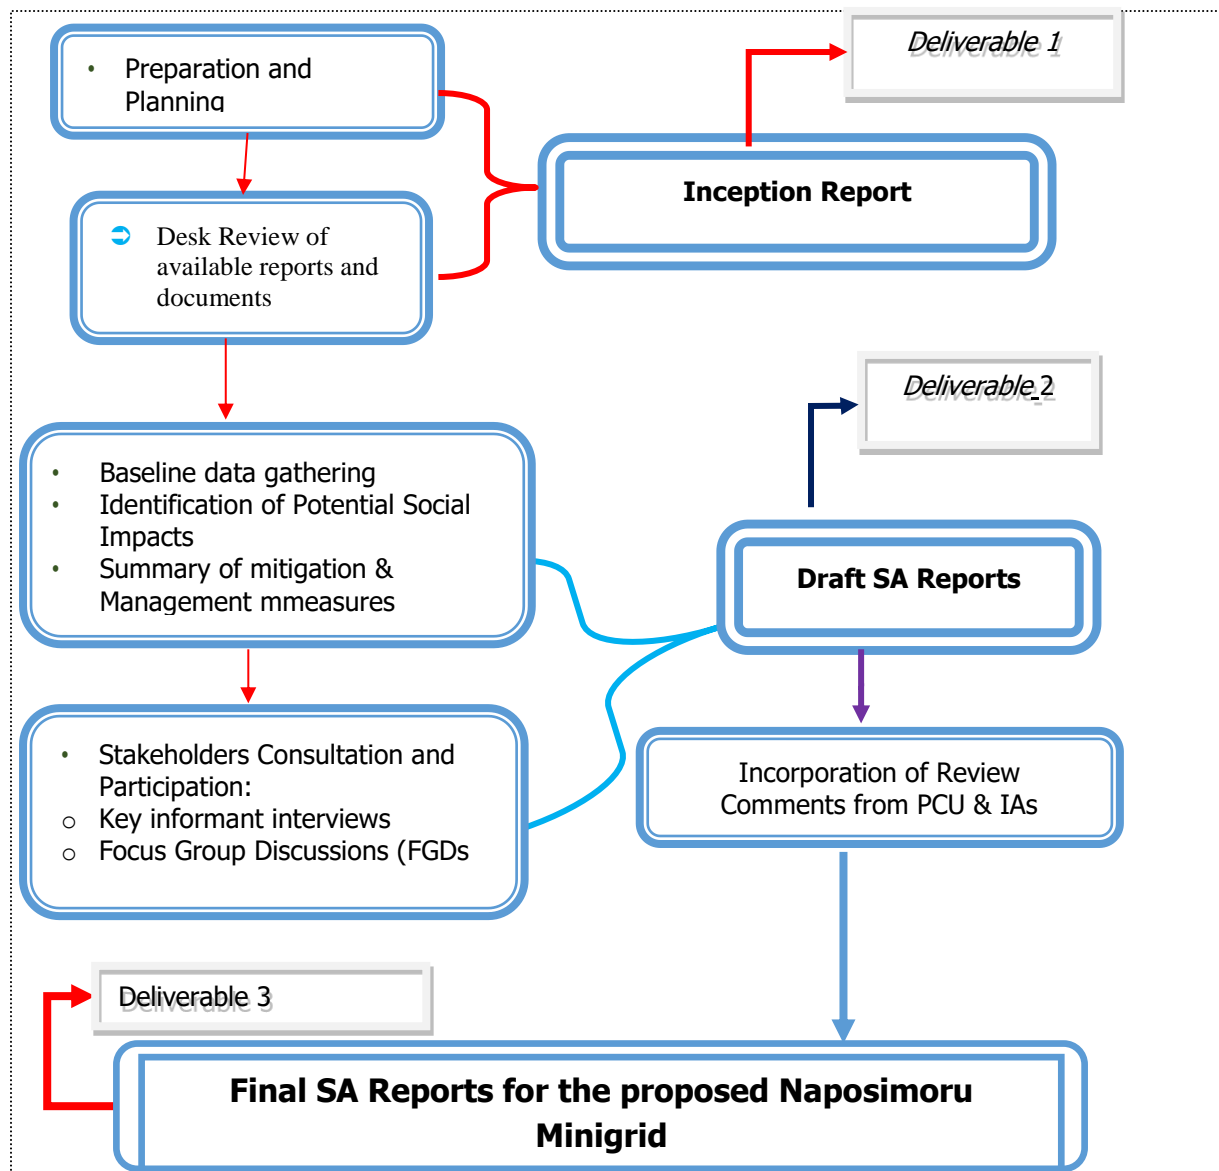 Deliverable 1
• Preparation and
Planning
Inception Report
➲ Desk Review of
available reports and
documents
Deliverable 2
• Baseline data gathering
• Identification of Potential Social
Impacts
• Summary of mitigation &
Management mmeasures
Draft SA Reports
• Stakeholders Consultation and
Participation:
o Key informant interviews
o Focus Group Discussions (FGDs
Incorporation of Review
Comments from PCU & IAs
Deliverable 3
Final SA Reports for the proposed Naposimoru
Minigrid